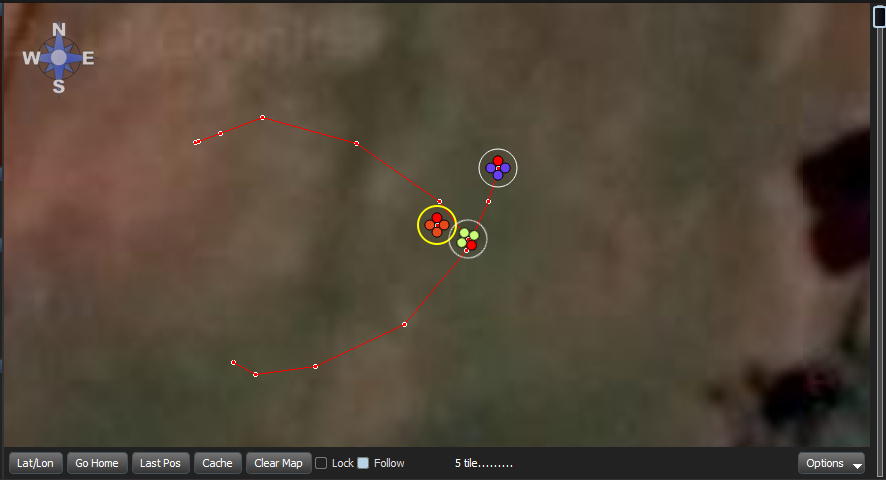 N
W E
S
Lat/Lon Go Home Last Pos Cache Clear Map Lock Follow 5 tile......... Options